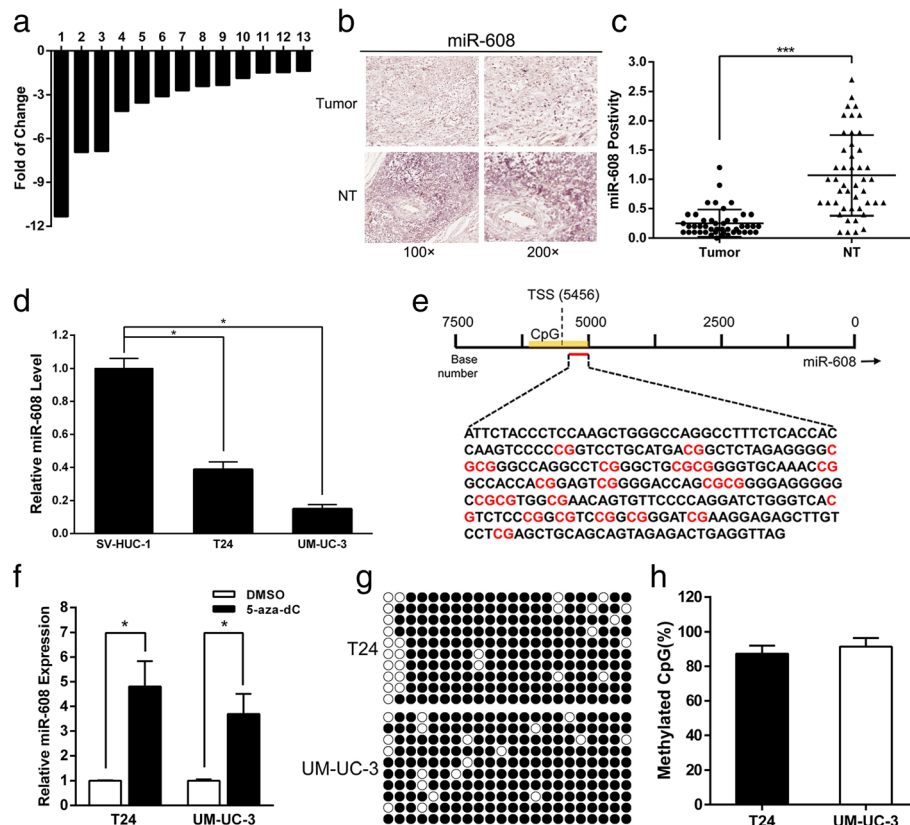 a
1 2 3 4 5 6 7 8 9 10 11 12 13
0
-3
-6
-9
-12
Fold of Change
b
miR-608
Tumor
NT
100×
200×
c
***
3.0
2.5
2.0
1.5
1.0
0.5
0.0
miR-608 Postivity
Tumor
NT
d
*
*
1.2
1.0
0.8
0.6
0.4
0.2
0.0
Relative miR-608 Level
SV-HUC-1
T24
UM-UC-3
e
TSS (5456)
7500
CpG
5000
2500
0
Base
number
miR-608
ATTCTACCCTCCAAGCTGGGCCAGGCCTTTCTCACCAC
CAAGTCCCCCGGTCCTGCATGACGGCTCTAGAGGGGC
GCGGGGCCAGGCCTCGGGCTGCGCGGGGTGCAAACCG
GCCACCACGGAGTCGGGGACCAGCGCGGGGAGGGGG
CCGCGTGGCGAACAGTGTTCCCCAGGATCTGGGTCAC
GTCTCCCGGCGTCCGGCGGGATCGAAGGAGAGCTTGT
CCTCGAGCTGCAGCAGTAGAGACTGAGGTTAG
f
DMSO
5-aza-dC
*
*
8
7
6
5
4
3
2
1
0
Relative miR-608 Expression
T24
UM-UC-3
g
T24
UM-UC-3
h
120
100
80
60
40
20
0
Methylated CpG(%)
T24
UM-UC-3